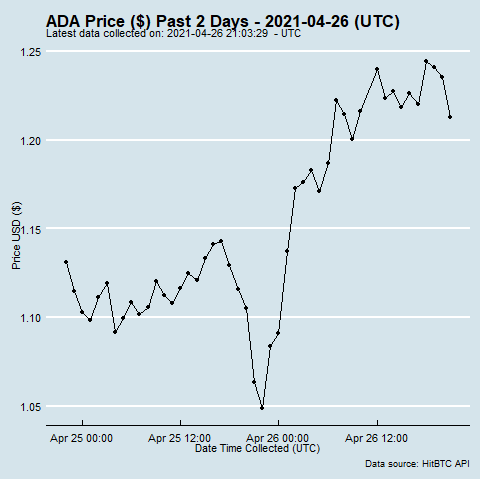 ADA Price ($) Past 2 Days - 2021-04-26 (UTC)
Latest data collected on: 2021-04-26 21:03:29 - UTC
1.25
1.20
1.15
1.10
1.05
Price USD ($)
Apr 25 00:00
Apr 25 12:00
Apr 26 00:00
Apr 26 12:00
Date Time Collected (UTC)
Data source: HitBTC API